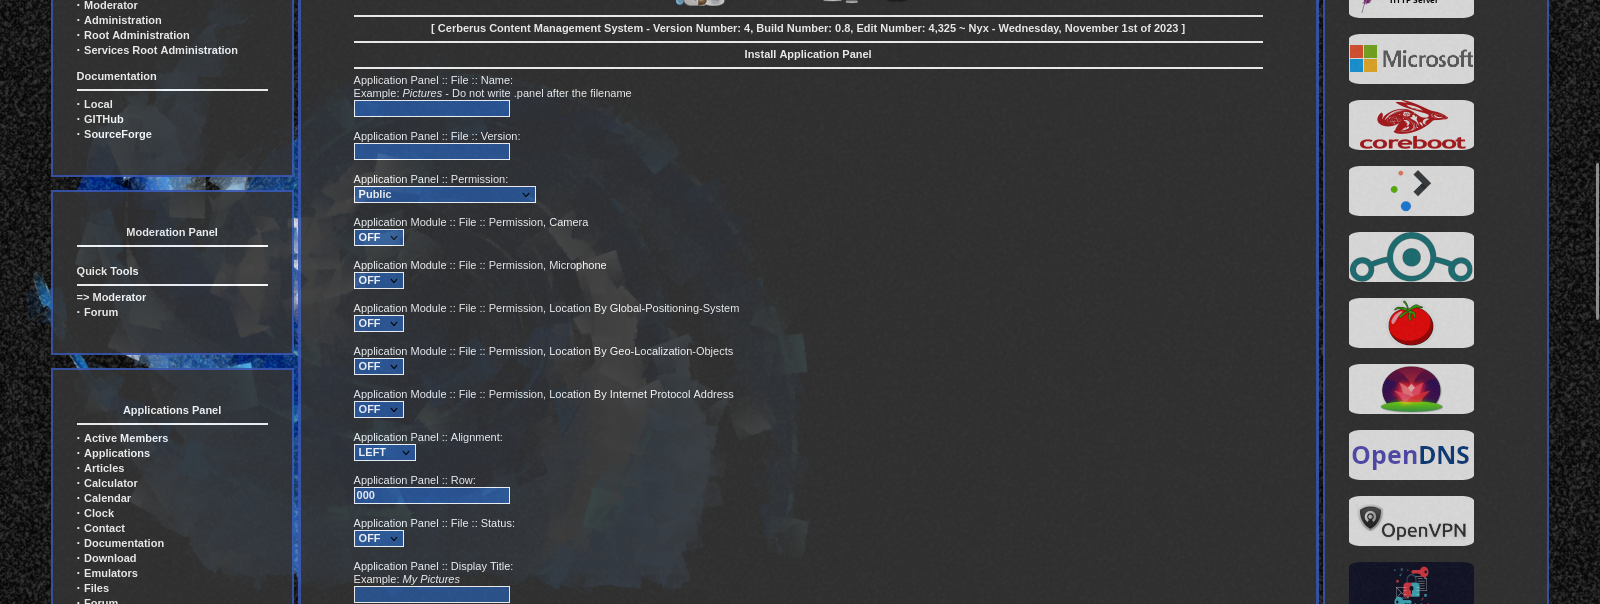 · Moderator
· Administration
· Root Administration
· Services Root Administration
Documentation
· Local
· GITHub
· SourceForge
Moderation Panel
Quick Tools
=> Moderator
· Forum
Applications Panel
· Active Members
· Applications
· Articles
· Calculator
· Calendar
· Clock
· Contact
· Documentation
· Download
· Emulators
· Files
· Forum
[ Cerberus Content Management System - Version Number: 4, Build Number: 0.8, Edit Number: 4,325 ~ Nyx - Wednesday, November 1st of 2023 ]
Install Application Panel
Application Panel :: File :: Name:
Example: Pictures - Do not write .panel after the filename
Application Panel :: File :: Version:
Application Panel :: Permission:
Public
Application Module :: File :: Permission, Camera
OFF
Application Module :: File :: Permission, Microphone
OFF
Application Module :: File :: Permission, Location By Global-Positioning-System
OFF
Application Module :: File :: Permission, Location By Geo-Localization-Objects
OFF
Application Module :: File :: Permission, Location By Internet Protocol Address
OFF
Application Panel :: Alignment:
LEFT
Application Panel :: Row:
000
Application Panel :: File :: Status:
OFF
Application Panel :: Display Title:
Example: My Pictures
HTTP Server
Microsoft
coreboot
OpenDNS
OpenVPN